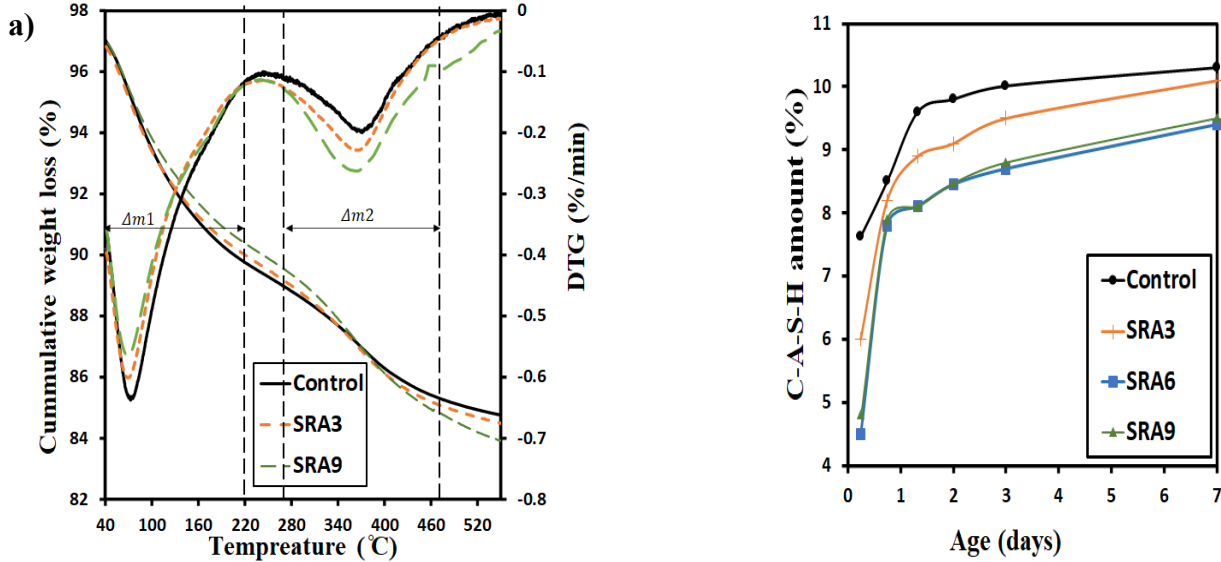 a)
98
96
94
92
90
88
86
84
82
Cummulative weight loss (%)
0
-0.1
-0.2
-0.3
-0.4
-0.5
-0.6
-0.7
-0.8
DTG (%/min)
Δm1
Δm2
Control
SRA3
SRA9
40 100 160 220 280 340 400 460 520
Tempreature (℃)
11
10
9
8
7
6
5
4
C-A-S-H amount (%)
Control
SRA3
SRA6
SRA9
0 1 2 3 4 5 6 7
Age (days)